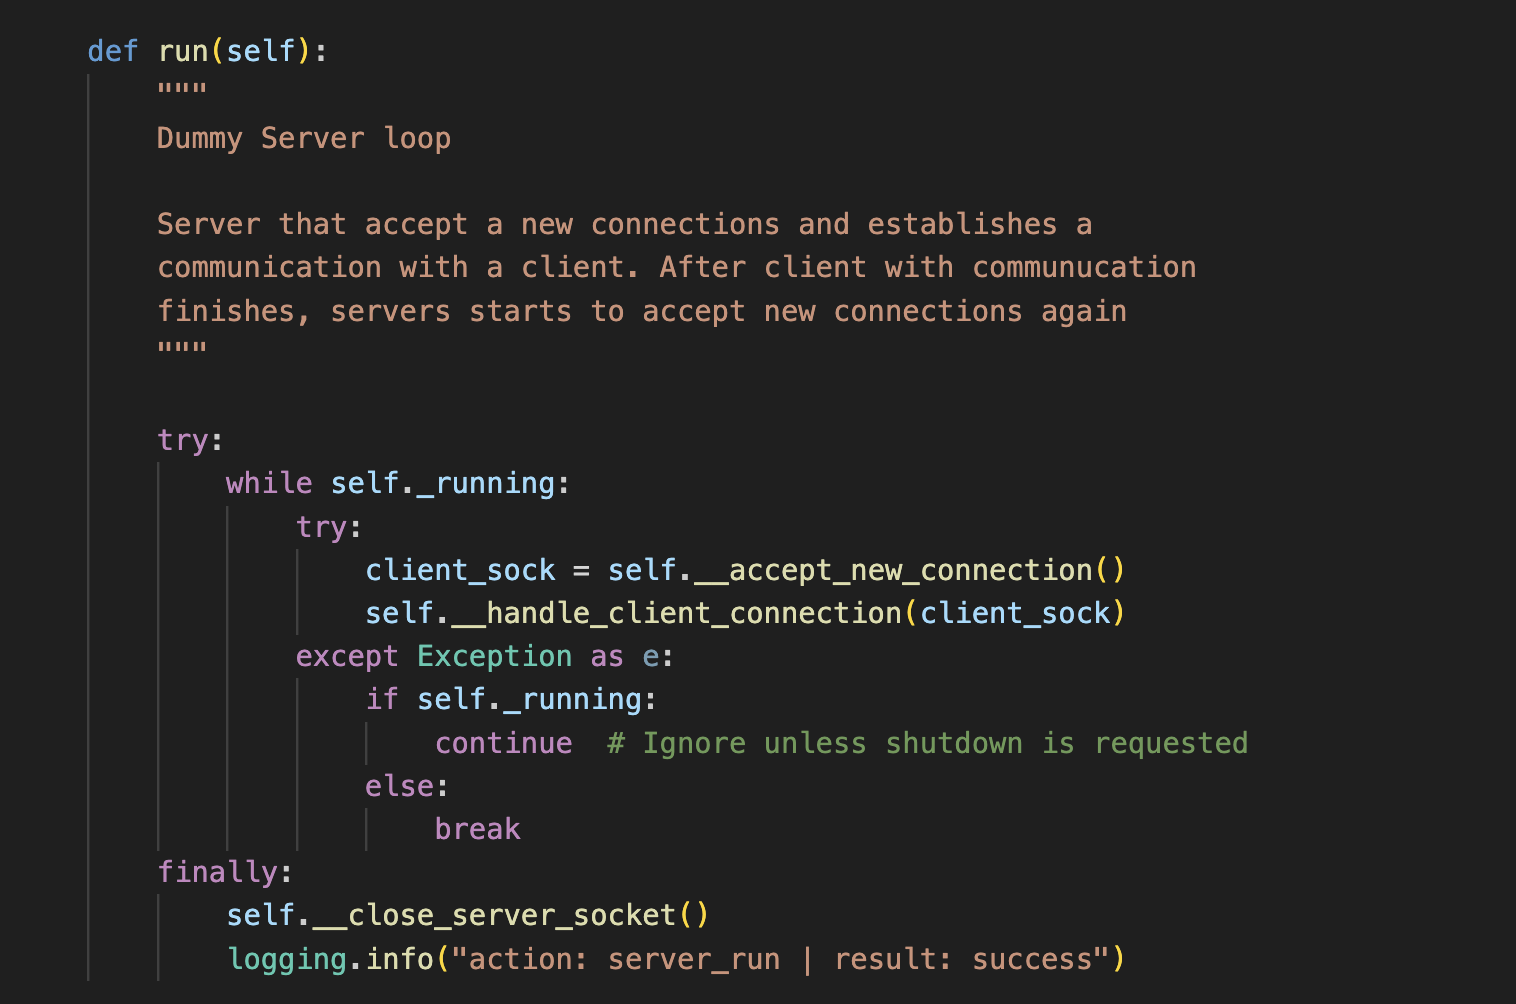 def run(self):
"""
Dummy Server loop
Server that accept a new connections and establishes a
communication with a client. After client with communucation
finishes, servers starts to accept new connections again
"""
try:
while self._running:
try:
client_sock = self.__accept_new_connection()
self.__handle_client_connection(client_sock)
except Exception as e:
if self._running:
continue  # Ignore unless shutdown is requested
else:
break
finally:
self.__close_server_socket()
logging.info("action: server_run | result: success")